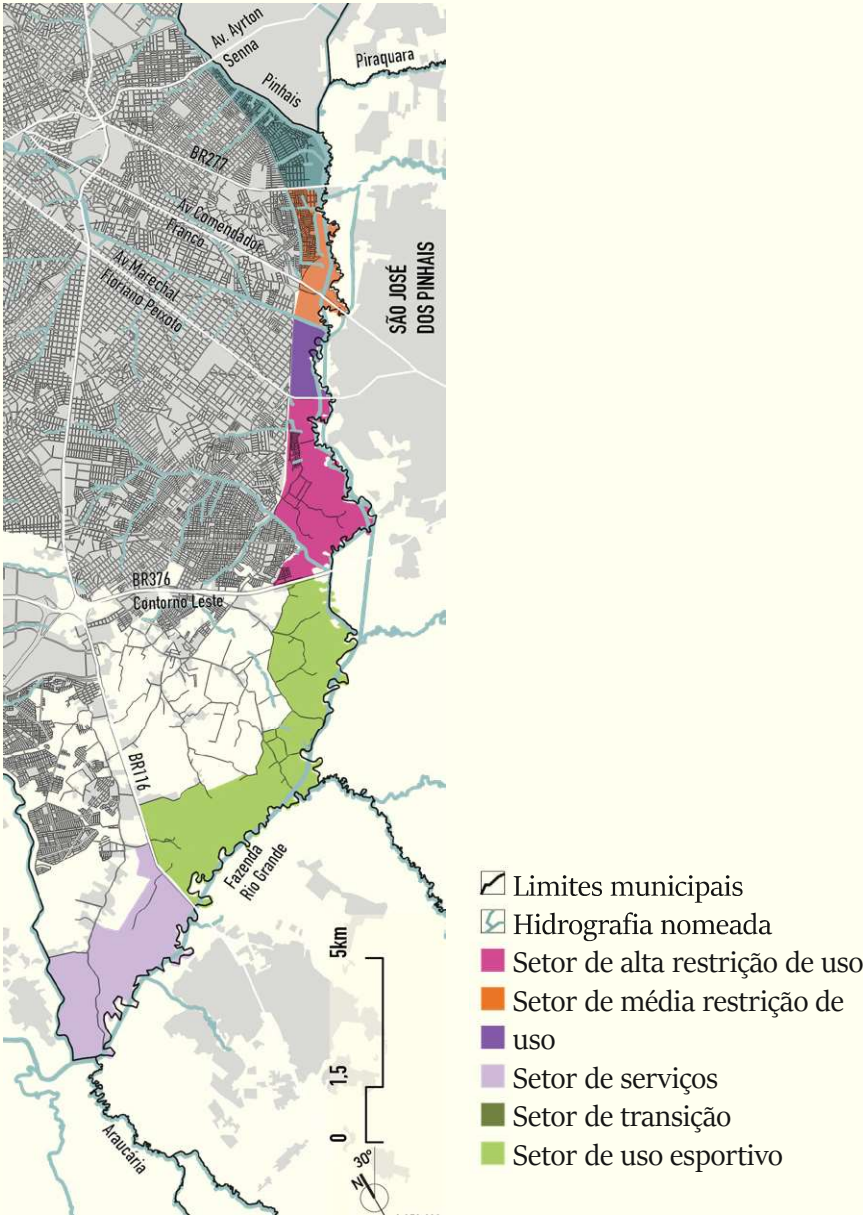 Av. Ayrton
Senna
Piraquara
Pinhais
BR277
Av Comendador
Franco
Av Marechal
Floriano Peixoto
SÃO JOSÉ
DOS PINHAIS
BR376
Contorno Leste
BR116
Fazenda
Rio Grande
Araucária
5km
1.5
0
30º
N
Limites municipais
Hidrografia nomeada
Setor de alta restrição de uso
Setor de média restrição de
uso
Setor de serviços
Setor de transição
Setor de uso esportivo